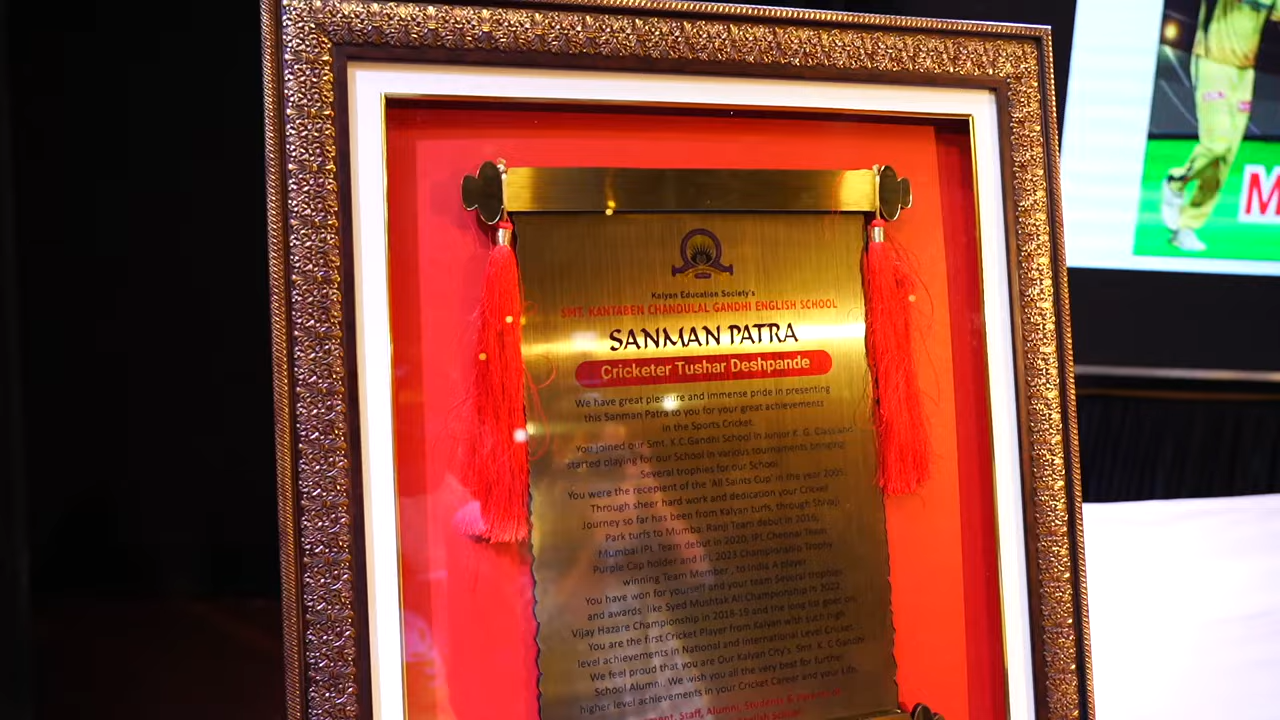 Kalyan Education Society's
SMT. KANTABEN CHANDULAL GANDHI ENGLISH SCHOOL
SANMAN PATRA
Cricketer Tushar Deshpande
We have great pleasure and immense pride in presenting
this Sanman Patra to you for your great achievements
in the Sports Cricket.
You joined our Smt. K.C.Gandhi School in Junior K. G. Class and
started playing for our School in various tournaments bringing
Several trophies for our School
You were the recepient of the 'All Saints Cup' in the year 2005.
Through sheer hard work and dedication your Cricket
Journey so far has been from Kalyan turfs, through Shivaji
Park turfs to Mumbai Ranji Team debut in 2016,
Mumbai IPL Team debut in 2020, IPL Chennai Team
Purple Cap holder and IPL 2023 Championship Trophy
winning Team Member , to India A player
You have won for yourself and your team Several trophies
and awards like Syed Mushtak Ali Championship in 2022
Vijay Hazare Championship in 2018-19 and the long list goes on.
You are the first Cricket Player from Kalyan with such high
level achievements in National and International Level Cricket.
We feel proud that you are Our Kalyan City's Smt. K. C Gandhi
School Alumni. We wish you all the very best for further
higher level achievements in your Cricket Career and your Life.
Staff, Alumni, Students & Parents
English School
M